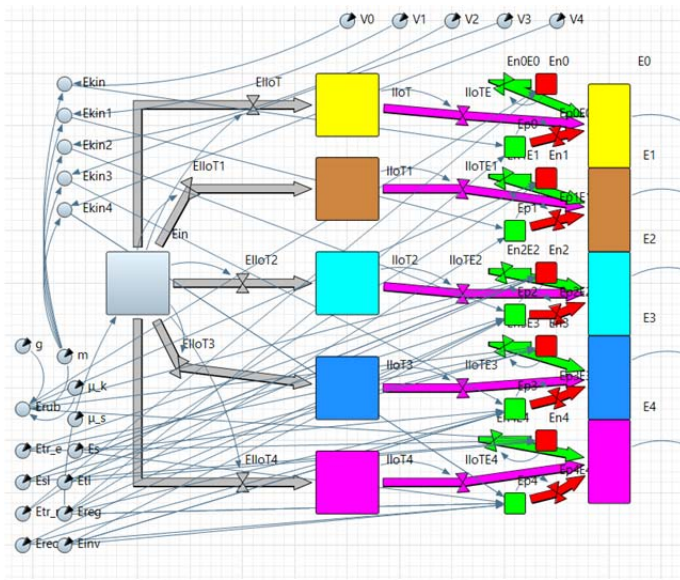 V0 V1 V2 V3 V4
En0E0 En0 E0
Ekin EIIoT IIoT IIoTE
Ekin1 Ep0
Ekin2 En1 E1
Ekin3 EIIoT1 IIoT1 IIoTE1
Ekin4 Ep1
Ein En2E2 En2 E2
EIIoT2 IIoT2 IIoTE2
Ep2
En3 E3
g m EIIoT3 IIoT3 IIoTE3
μ_k Ep3
Erub μ_s En4 E4
Etr_e Es
EIIoT4 IIoT4 IIoTE4
Esl Etl Ep4
Ereg
Einv